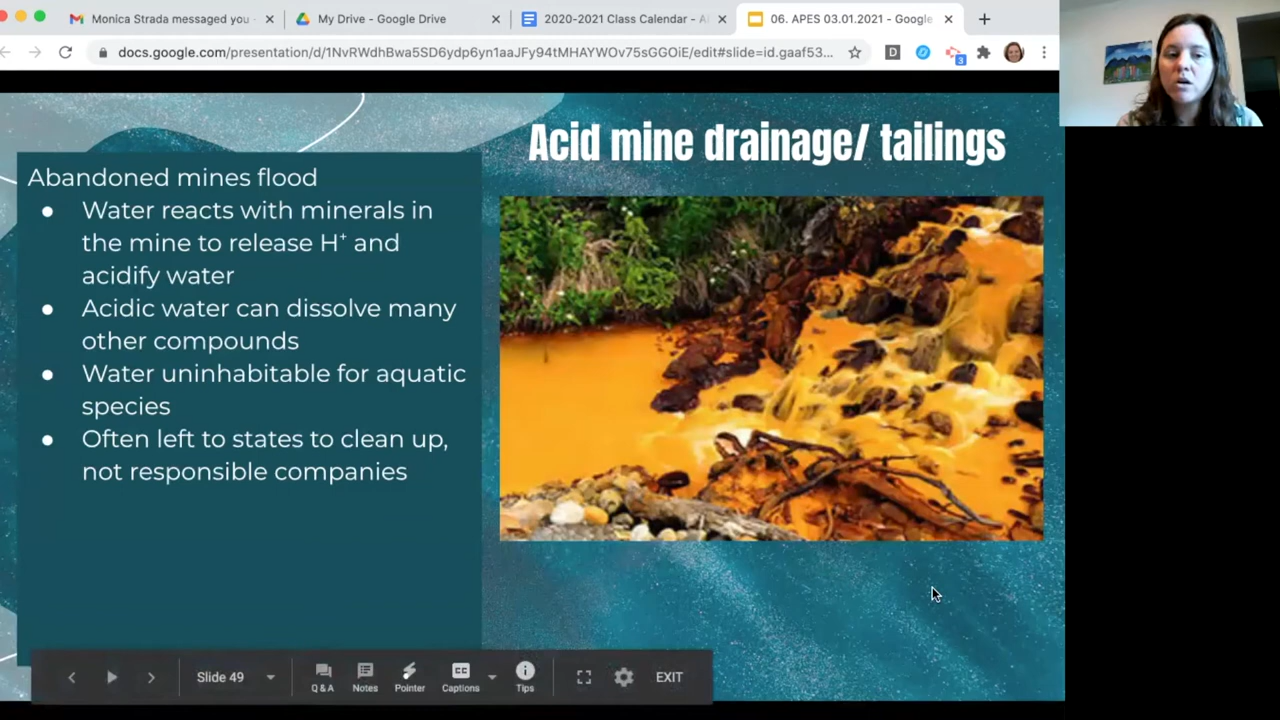 Monica Strada messaged you -
My Drive - Google Drive
2020-2021 Class Calendar - A
06. APES 03.01.2021 - Google
docs.google.com/presentation/d/1NvRWdhBwa5SD6ydp6yn1aaJFy94tMHAYWOv75sGGOiE/edit#slide=id.gaaf53...
D
3
Acid mine drainage/ tailings
Abandoned mines flood
● Water reacts with minerals in
the mine to release H⁺ and
acidify water
● Acidic water can dissolve many
other compounds
● Water uninhabitable for aquatic
species
● Often left to states to clean up,
not responsible companies
Slide 49
Q & A
Notes
Pointer
CC
Captions
Tips
EXIT